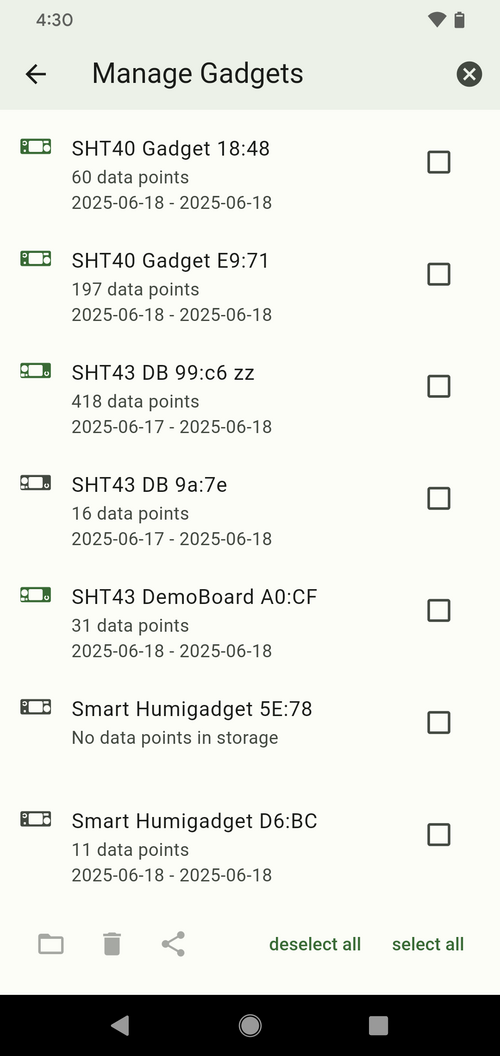 4:30
Manage Gadgets
SHT40 Gadget 18:48
60 data points
2025-06-18 - 2025-06-18
SHT40 Gadget E9:71
197 data points
2025-06-18 - 2025-06-18
SHT43 DB 99:c6 zz
418 data points
2025-06-17 - 2025-06-18
SHT43 DB 9a:7e
16 data points
2025-06-17 - 2025-06-18
SHT43 DemoBoard A0:CF
31 data points
2025-06-18 - 2025-06-18
Smart Humigadget 5E:78
No data points in storage
Smart Humigadget D6:BC
11 data points
2025-06-18 - 2025-06-18
deselect all select all